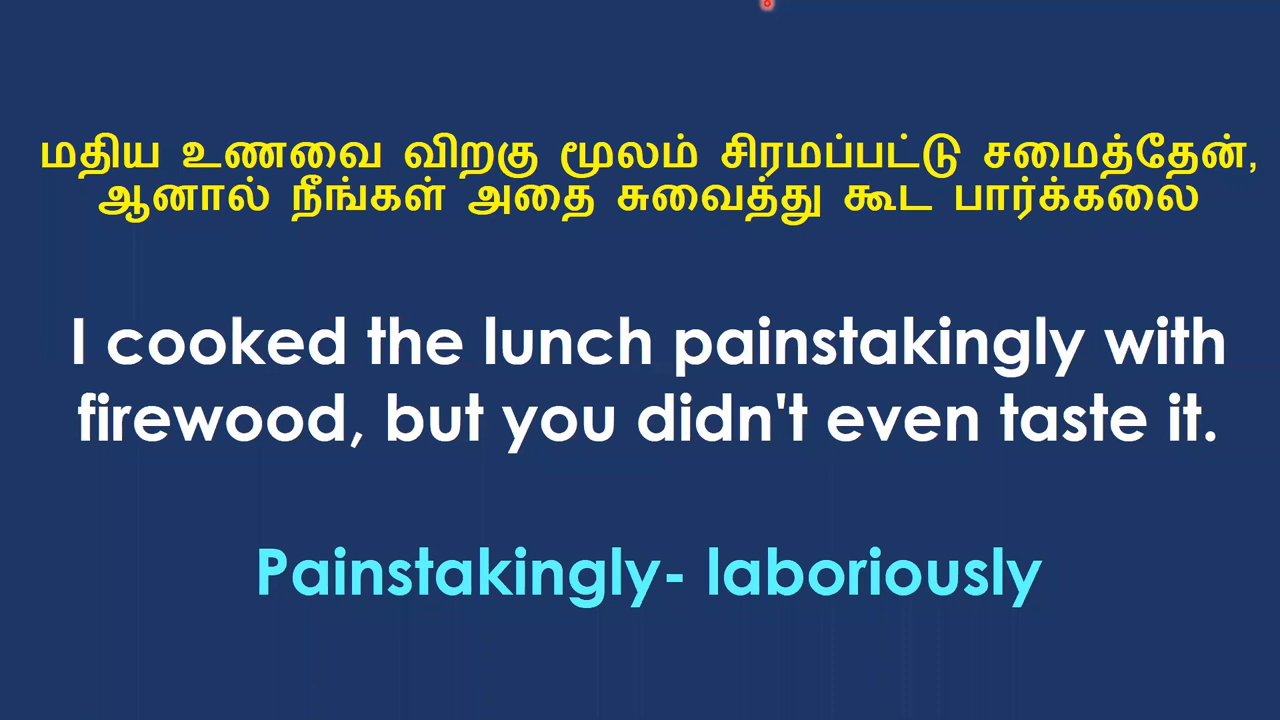 மதிய உணவை விறகு மூலம் சிரமப்பட்டு சமைத்தேன்,
ஆனால் நீங்கள் அதை சுவைத்து கூட பார்க்கலை
I cooked the lunch painstakingly with
firewood, but you didn't even taste it.
Painstakingly- laboriously